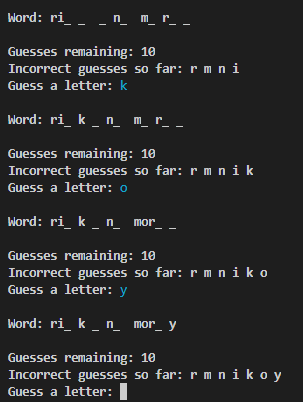 Word: ri_ _  _ n_  m_ r_ _
Guesses remaining: 10
Incorrect guesses so far: r m n i
Guess a letter: k
Word: ri_ k _ n_  m_ r_ _
Guesses remaining: 10
Incorrect guesses so far: r m n i k
Guess a letter: o
Word: ri_ k _ n_  mor_ _
Guesses remaining: 10
Incorrect guesses so far: r m n i k o
Guess a letter: y
Word: ri_ k _ n_  mor_ y
Guesses remaining: 10
Incorrect guesses so far: r m n i k o y
Guess a letter: